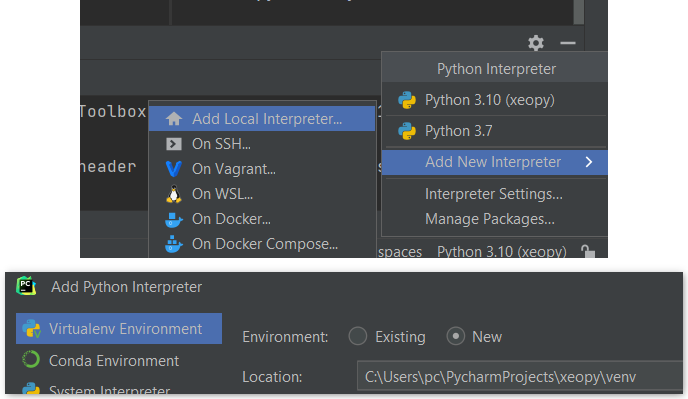 Python Interpreter
Python 3.10 (xeopy)
Toolbox
Add Local Interpreter...
Python 3.7
On SSH...
header
On Vagrant...
Add New Interpreter
On WSL...
Interpreter Settings...
On Docker...
Manage Packages...
On Docker Compose...
spaces Python 3.10 (xeopy)
PC
Add Python Interpreter
Virtualenv Environment
Environment: Existing New
Conda Environment
Location: C:\Users\pc\PycharmProjects\xeopy\venv
System Interpreter